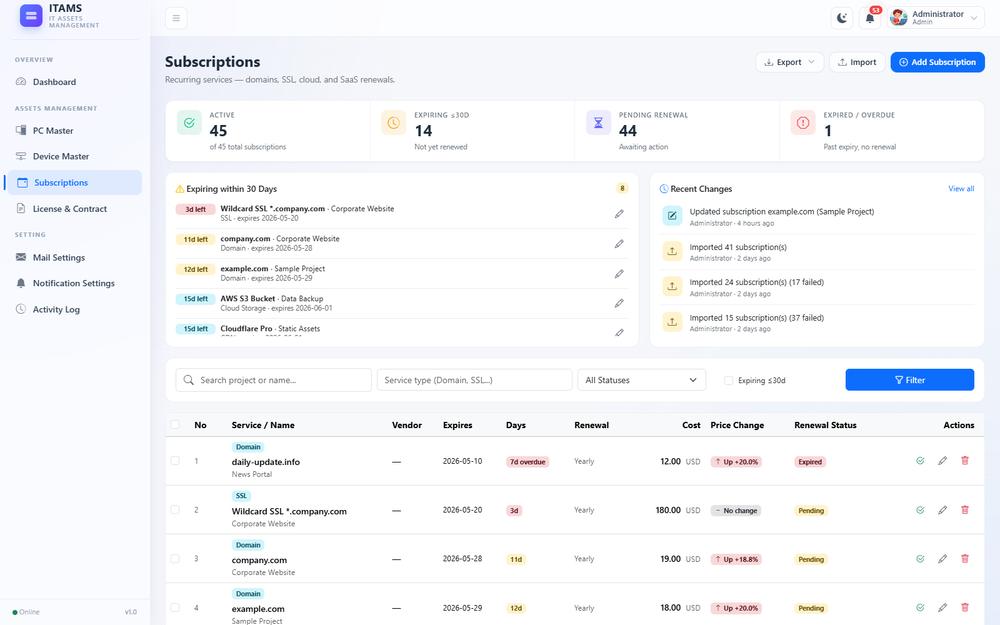 ITAMS
IT ASSETS
MANAGEMENT
OVERVIEW
Dashboard
ASSETS MANAGEMENT
PC Master
Device Master
Subscriptions
License & Contract
SETTING
Mail Settings
Notification Settings
Activity Log
Online
v1.0
53
Administrator
Admin
Subscriptions
Recurring services — domains, SSL, cloud, and SaaS renewals.
Export
Import
Add Subscription
ACTIVE
45
of 45 total subscriptions
EXPIRING ≤30D
14
Not yet renewed
PENDING RENEWAL
44
Awaiting action
EXPIRED / OVERDUE
1
Past expiry, no renewal
Expiring within 30 Days
8
3d left
Wildcard SSL *.company.com · Corporate Website
SSL · expires 2026-05-20
11d left
company.com · Corporate Website
Domain · expires 2026-05-28
12d left
example.com · Sample Project
Domain · expires 2026-05-29
15d left
AWS S3 Bucket · Data Backup
Cloud Storage · expires 2026-06-01
15d left
Cloudflare Pro · Static Assets
CDN · expires 2026-06-01
Recent Changes
View all
Updated subscription example.com (Sample Project)
Administrator · 4 hours ago
Imported 41 subscription(s)
Administrator · 2 days ago
Imported 24 subscription(s) (17 failed)
Administrator · 2 days ago
Imported 15 subscription(s) (37 failed)
Administrator · 2 days ago
Search project or name...
Service type (Domain, SSL...)
All Statuses
Expiring ≤30d
Filter
No Service / Name Vendor Expires Days Renewal Cost Price Change Renewal Status Actions
Domain
1 daily-update.info — 2026-05-10 7d overdue Yearly 12.00 USD ↑ Up +20.0% Expired
News Portal
SSL
2 Wildcard SSL *.company.com — 2026-05-20 3d Yearly 180.00 USD − No change Pending
Corporate Website
Domain
3 company.com — 2026-05-28 11d Yearly 19.00 USD ↑ Up +18.8% Pending
Corporate Website
Domain
4 example.com — 2026-05-29 12d Yearly 18.00 USD ↑ Up +20.0% Pending
Sample Project